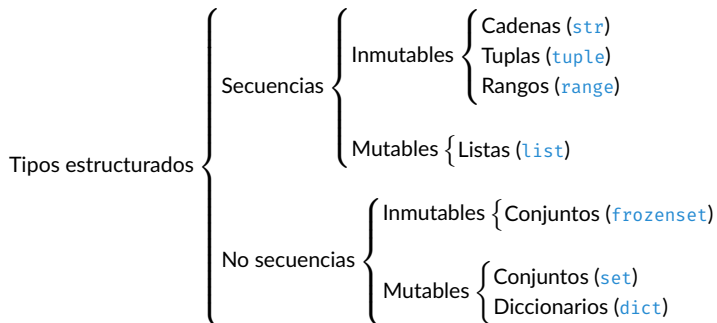 Tipos estructurados
Secuencias
Inmutables
Cadenas (str)
Tuplas (tuple)
Rangos (range)
Mutables
Listas (list)
No secuencias
Inmutables
Conjuntos (frozenset)
Mutables
Conjuntos (set)
Diccionarios (dict)